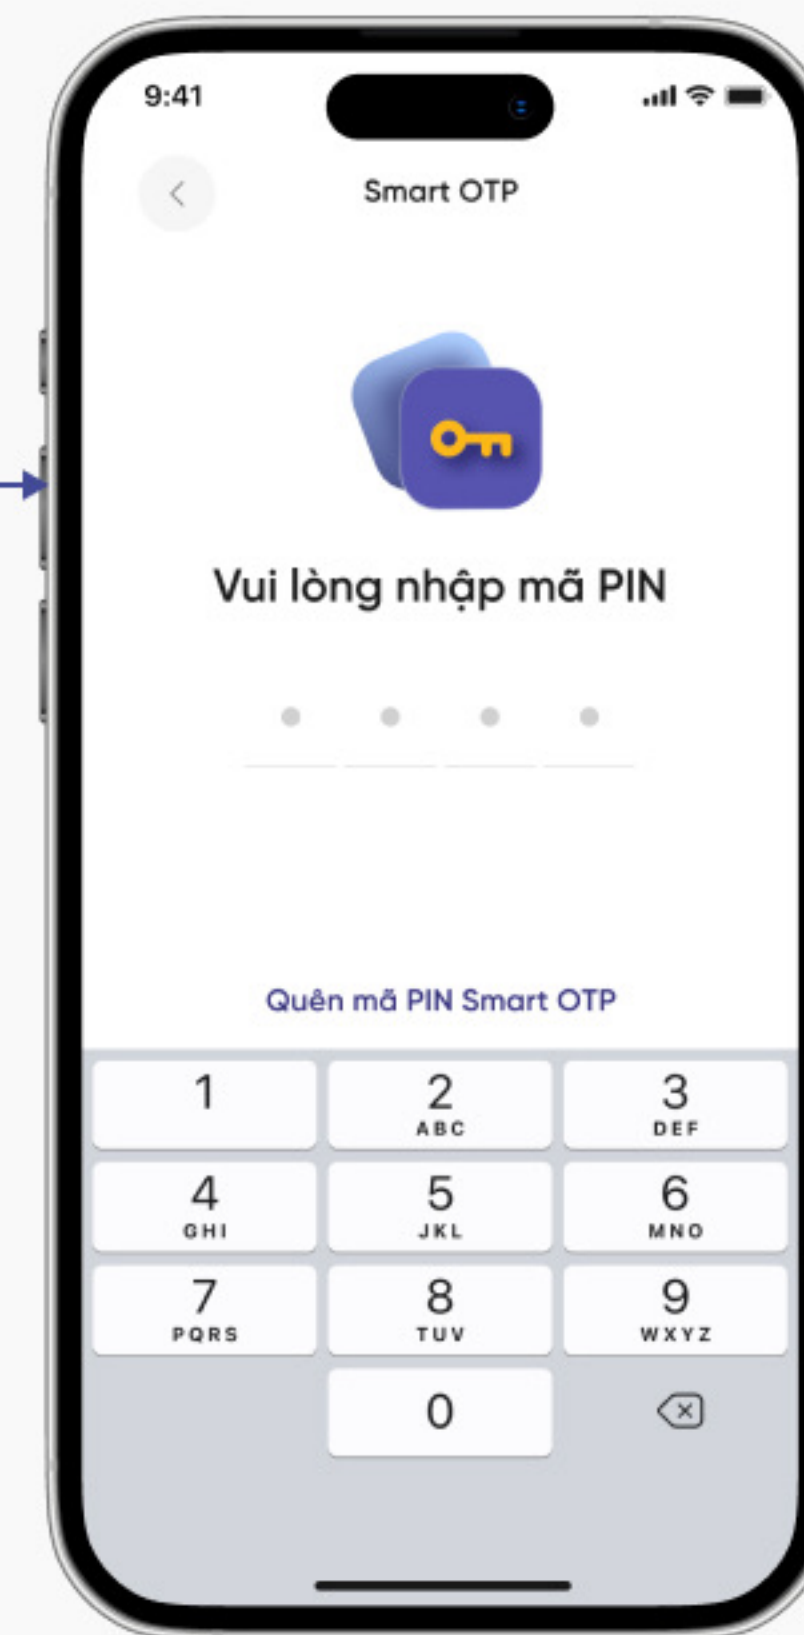 9:41
Smart OTP
Vui lòng nhập mã PIN
Quên mã PIN Smart OTP
1
2
ABC
3
DEF
4
GHI
5
JKL
6
MNO
7
PQRS
8
TUV
9
WXYZ
0